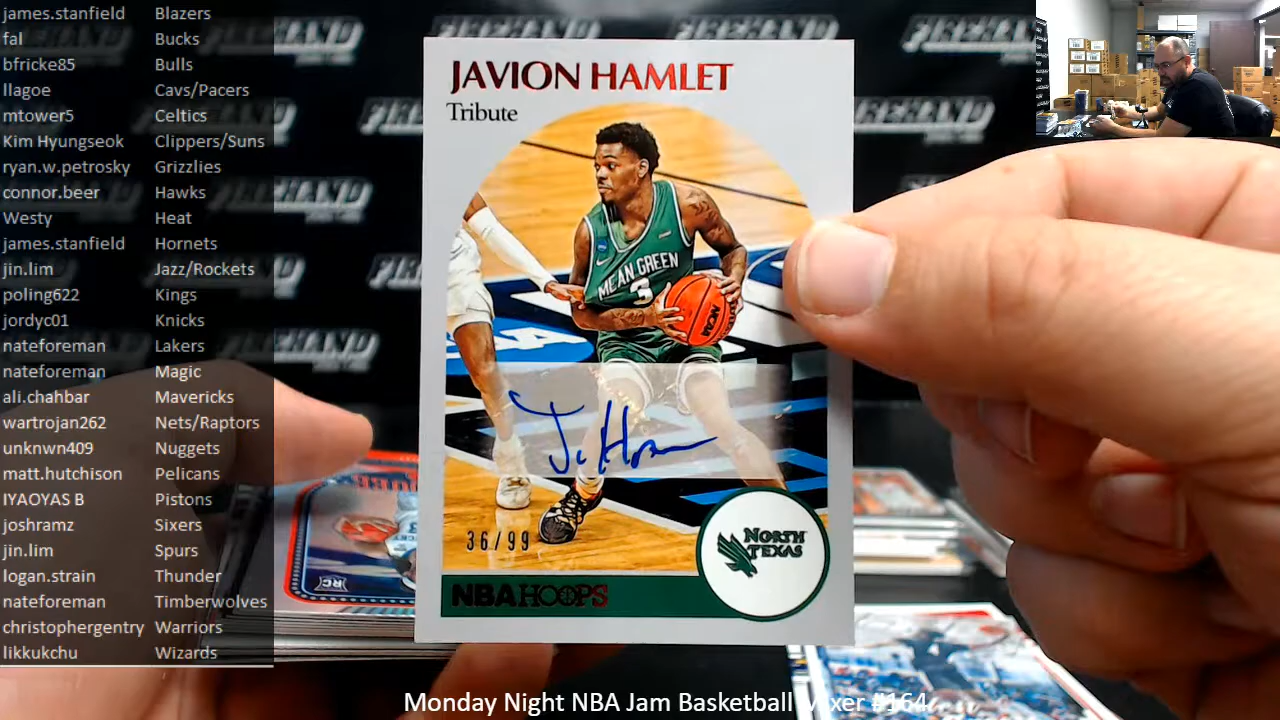 james.stanfield Blazers
fal Bucks
bfricke85 Bulls
llagoe Cavs/Pacers
mtower5 Celtics
Kim Hyungseok Clippers/Suns
ryan.w.petrosky Grizzlies
connor.beer Hawks
Westy Heat
james.stanfield Hornets
jin.lim Jazz/Rockets
poling622 Kings
jordyc01 Knicks
nateforeman Lakers
nateforeman Magic
ali.chahbar Mavericks
wartrojan262 Nets/Raptors
unknwn409 Nuggets
matt.hutchison Pelicans
IYAOYAS B Pistons
joshramz Sixers
jin.lim Spurs
logan.strain Thunder
nateforeman Timberwolves
christophergentry Warriors
likkukchu Wizards
JAVION HAMLET
Tribute
MEAN GREEN
3
NCAA
36/99
NORTH
TEXAS
NBA HOOPS
RC
FIREHAND
Monday Night NBA Jam Basketball Mixer #164